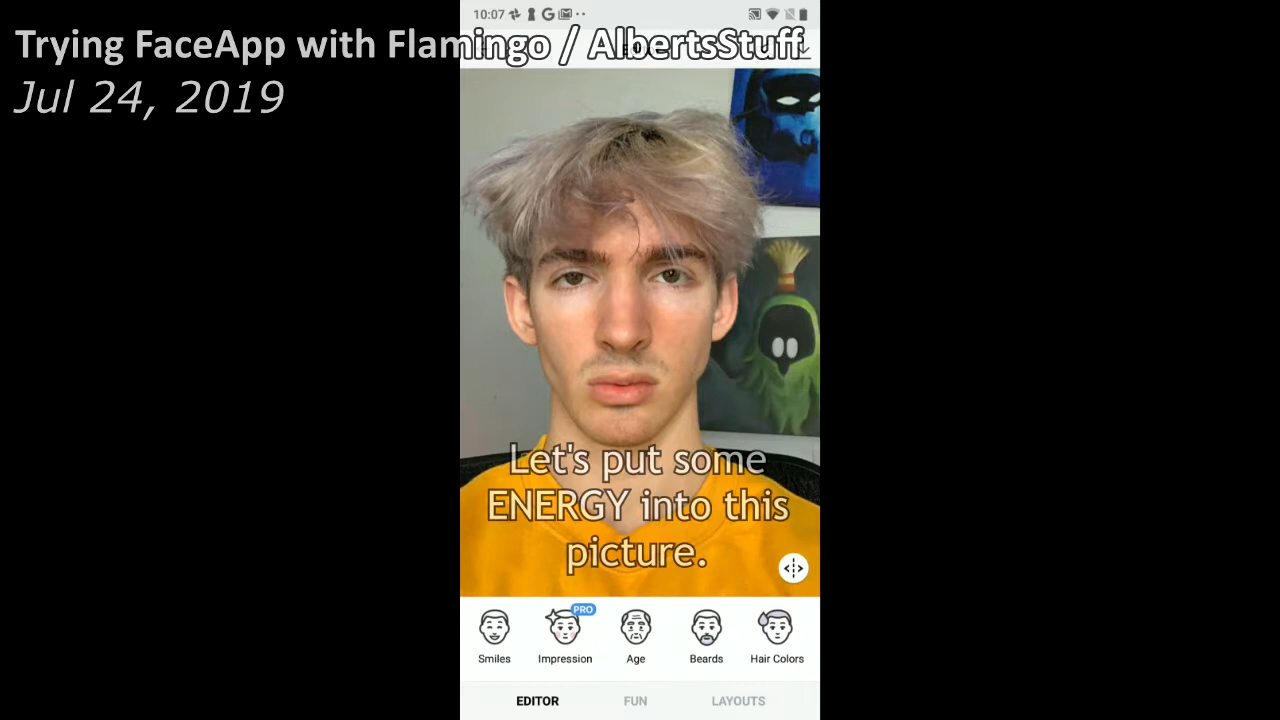 10:07
Trying FaceApp with Flamingo / AlbertsStuff
Jul 24, 2019
Let's put some
ENERGY into this
picture.
PRO
Smiles Impression Age Beards Hair Colors
EDITOR FUN LAYOUTS